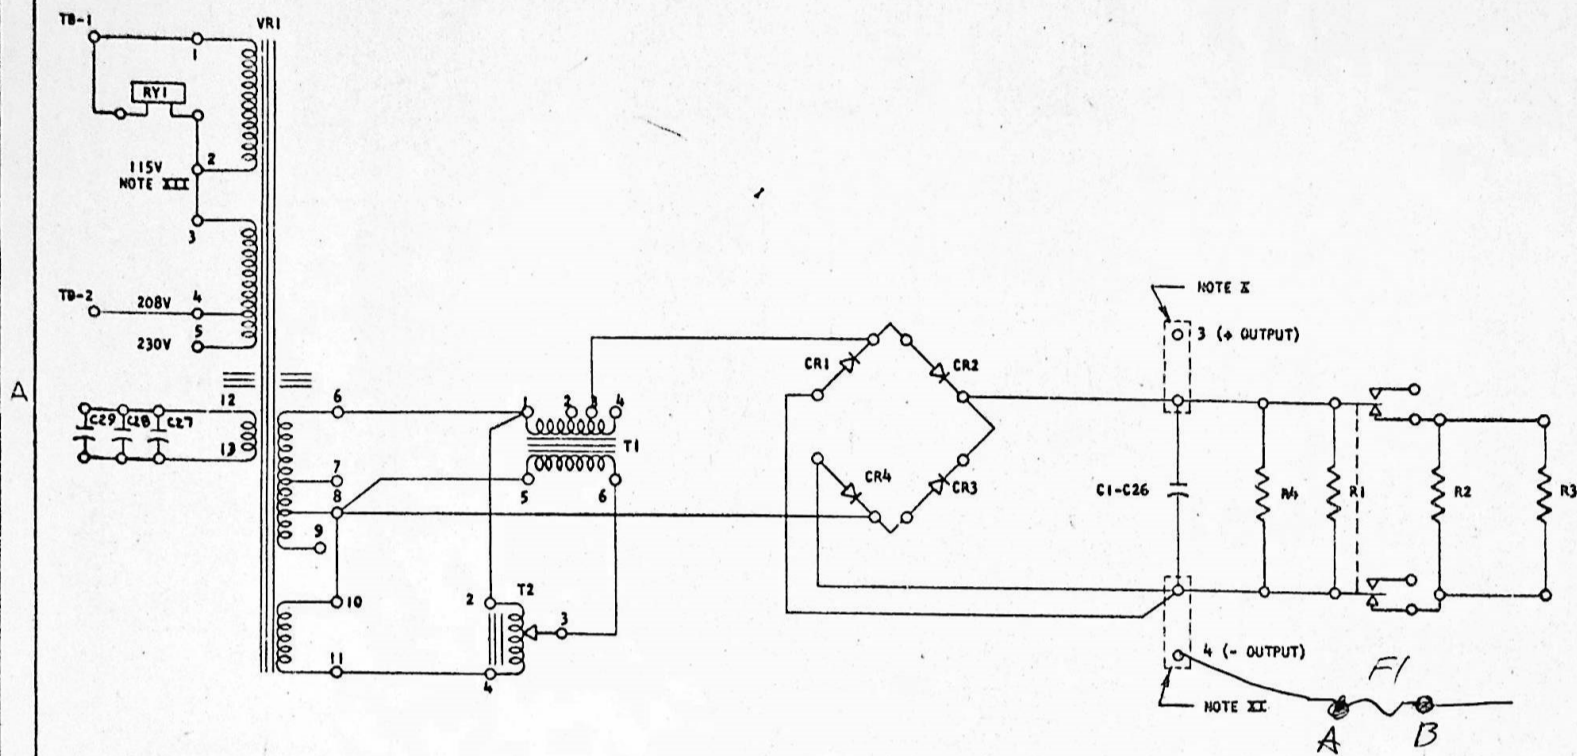 TB-1
VR1
1
RY1
2
115V
NOTE XII
3
TB-2
208V
4
5
230V
A
12
13
C29
C28
C27
6
7
8
9
10
11
1
2
3
4
T1
5
6
T2
2
3
4
CR1
CR2
CR4
CR3
NOTE X
3 (+ OUTPUT)
C1-C26
R4
R1
R2
R3
4 (- OUTPUT)
NOTE XI
F1
A
B